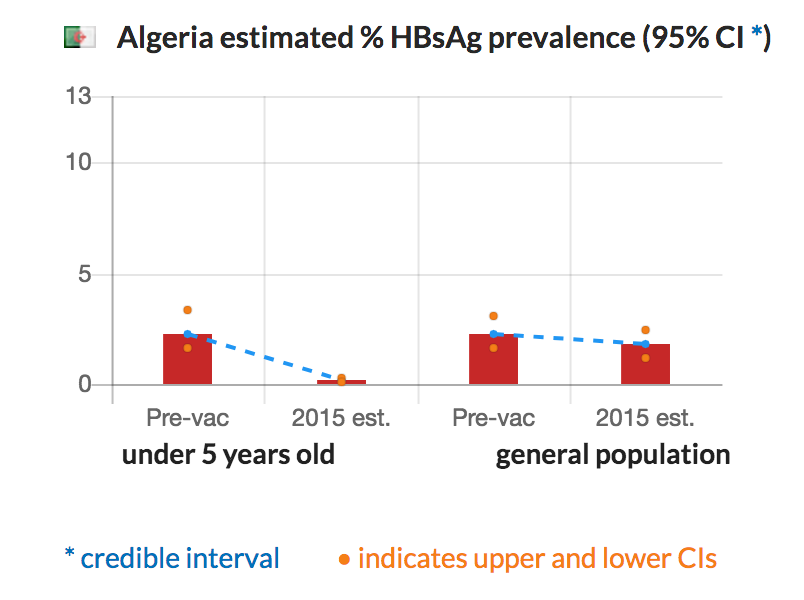 Algeria estimated % HBsAg prevalence (95% CI *)
13
10
5
0
Pre-vac 2015 est. Pre-vac 2015 est.
under 5 years old general population
* credible interval ● indicates upper and lower CIs